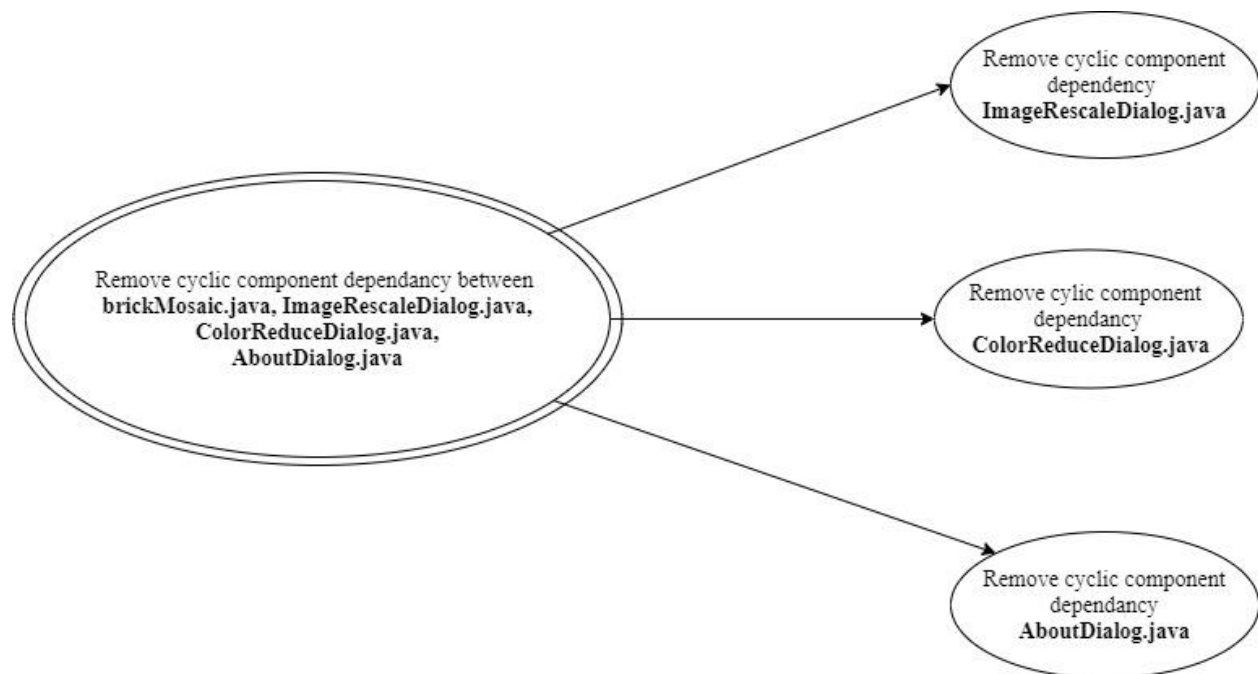 Remove cyclic component
dependency
ImageRescaleDialog.java
Remove cyclic component dependancy between
brickMosaic.java, ImageRescaleDialog.java,
ColorReduceDialog.java,
AboutDialog.java
Remove cylic component
dependancy
ColorReduceDialog.java
Remove cyclic component
dependancy
AboutDialog.java